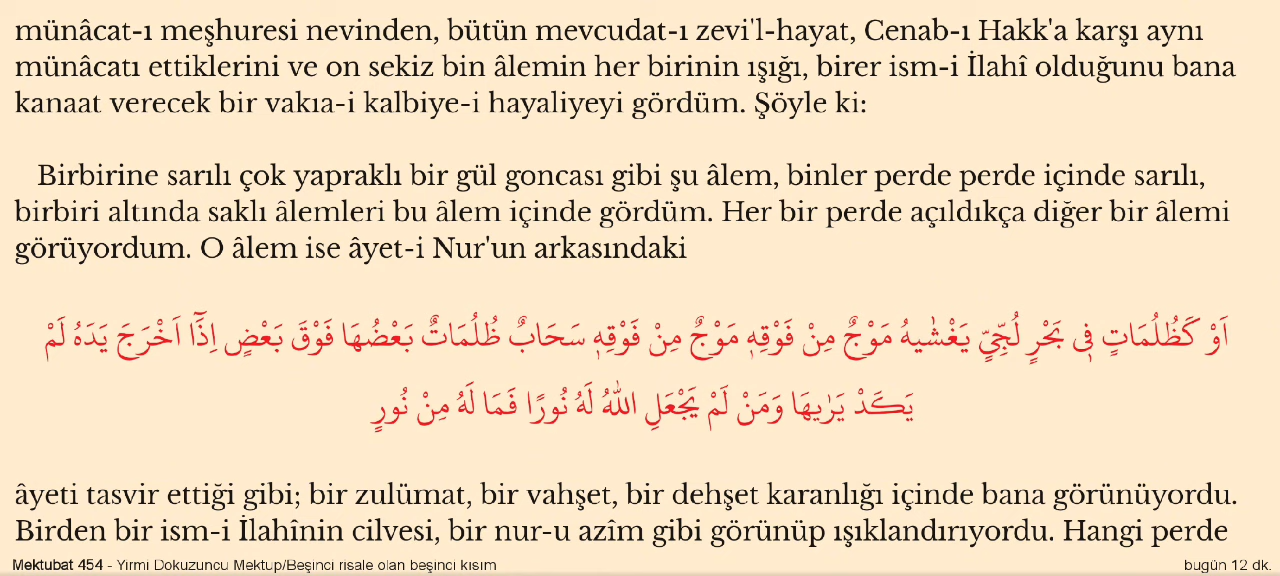 münâcat-ı meşhuresi nevinden, bütün mevcudat-ı zevi'l-hayat, Cenab-ı Hakk'a karşı aynı
münâcatı ettiklerini ve on sekiz bin âlemin her birinin ışığı, birer ism-i İlahî olduğunu bana
kanaat verecek bir vakıa-i kalbiye-i hayaliyeyi gördüm. Şöyle ki:
Birbirine sarılı çok yapraklı bir gül goncası gibi şu âlem, binler perde perde içinde sarılı,
birbiri altında saklı âlemleri bu âlem içinde gördüm. Her bir perde açıldıkça diğer bir âlemi
görüyordum. O âlem ise âyet-i Nur'un arkasındaki
اَوْ كَظُلُمَاتٍ فٖى بَحْرٍ لُجِّىٍّ يَغْشٰيهُ مَوْجٌ مِنْ فَوْقِهٖ مَوْجٌ مِنْ فَوْقِهٖ سَحَابٌ ظُلُمَاتٌ بَعْضُهَا فَوْقَ بَعْضٍ اِذَٓا اَخْرَجَ يَدَهُ لَمْ
يَكَدْ يَرٰيهَا وَمَنْ لَمْ يَجْعَلِ اللّٰهُ لَهُ نُورًا فَمَا لَهُ مِنْ نُورٍ
âyeti tasvir ettiği gibi; bir zulümat, bir vahşet, bir dehşet karanlığı içinde bana görünüyordu.
Birden bir ism-i İlahînin cilvesi, bir nur-u azîm gibi görünüp ışıklandırıyordu. Hangi perde
Mektubat 454 - Yirmi Dokuzuncu Mektup/Beşinci risale olan beşinci kısım
bugün 12 dk.